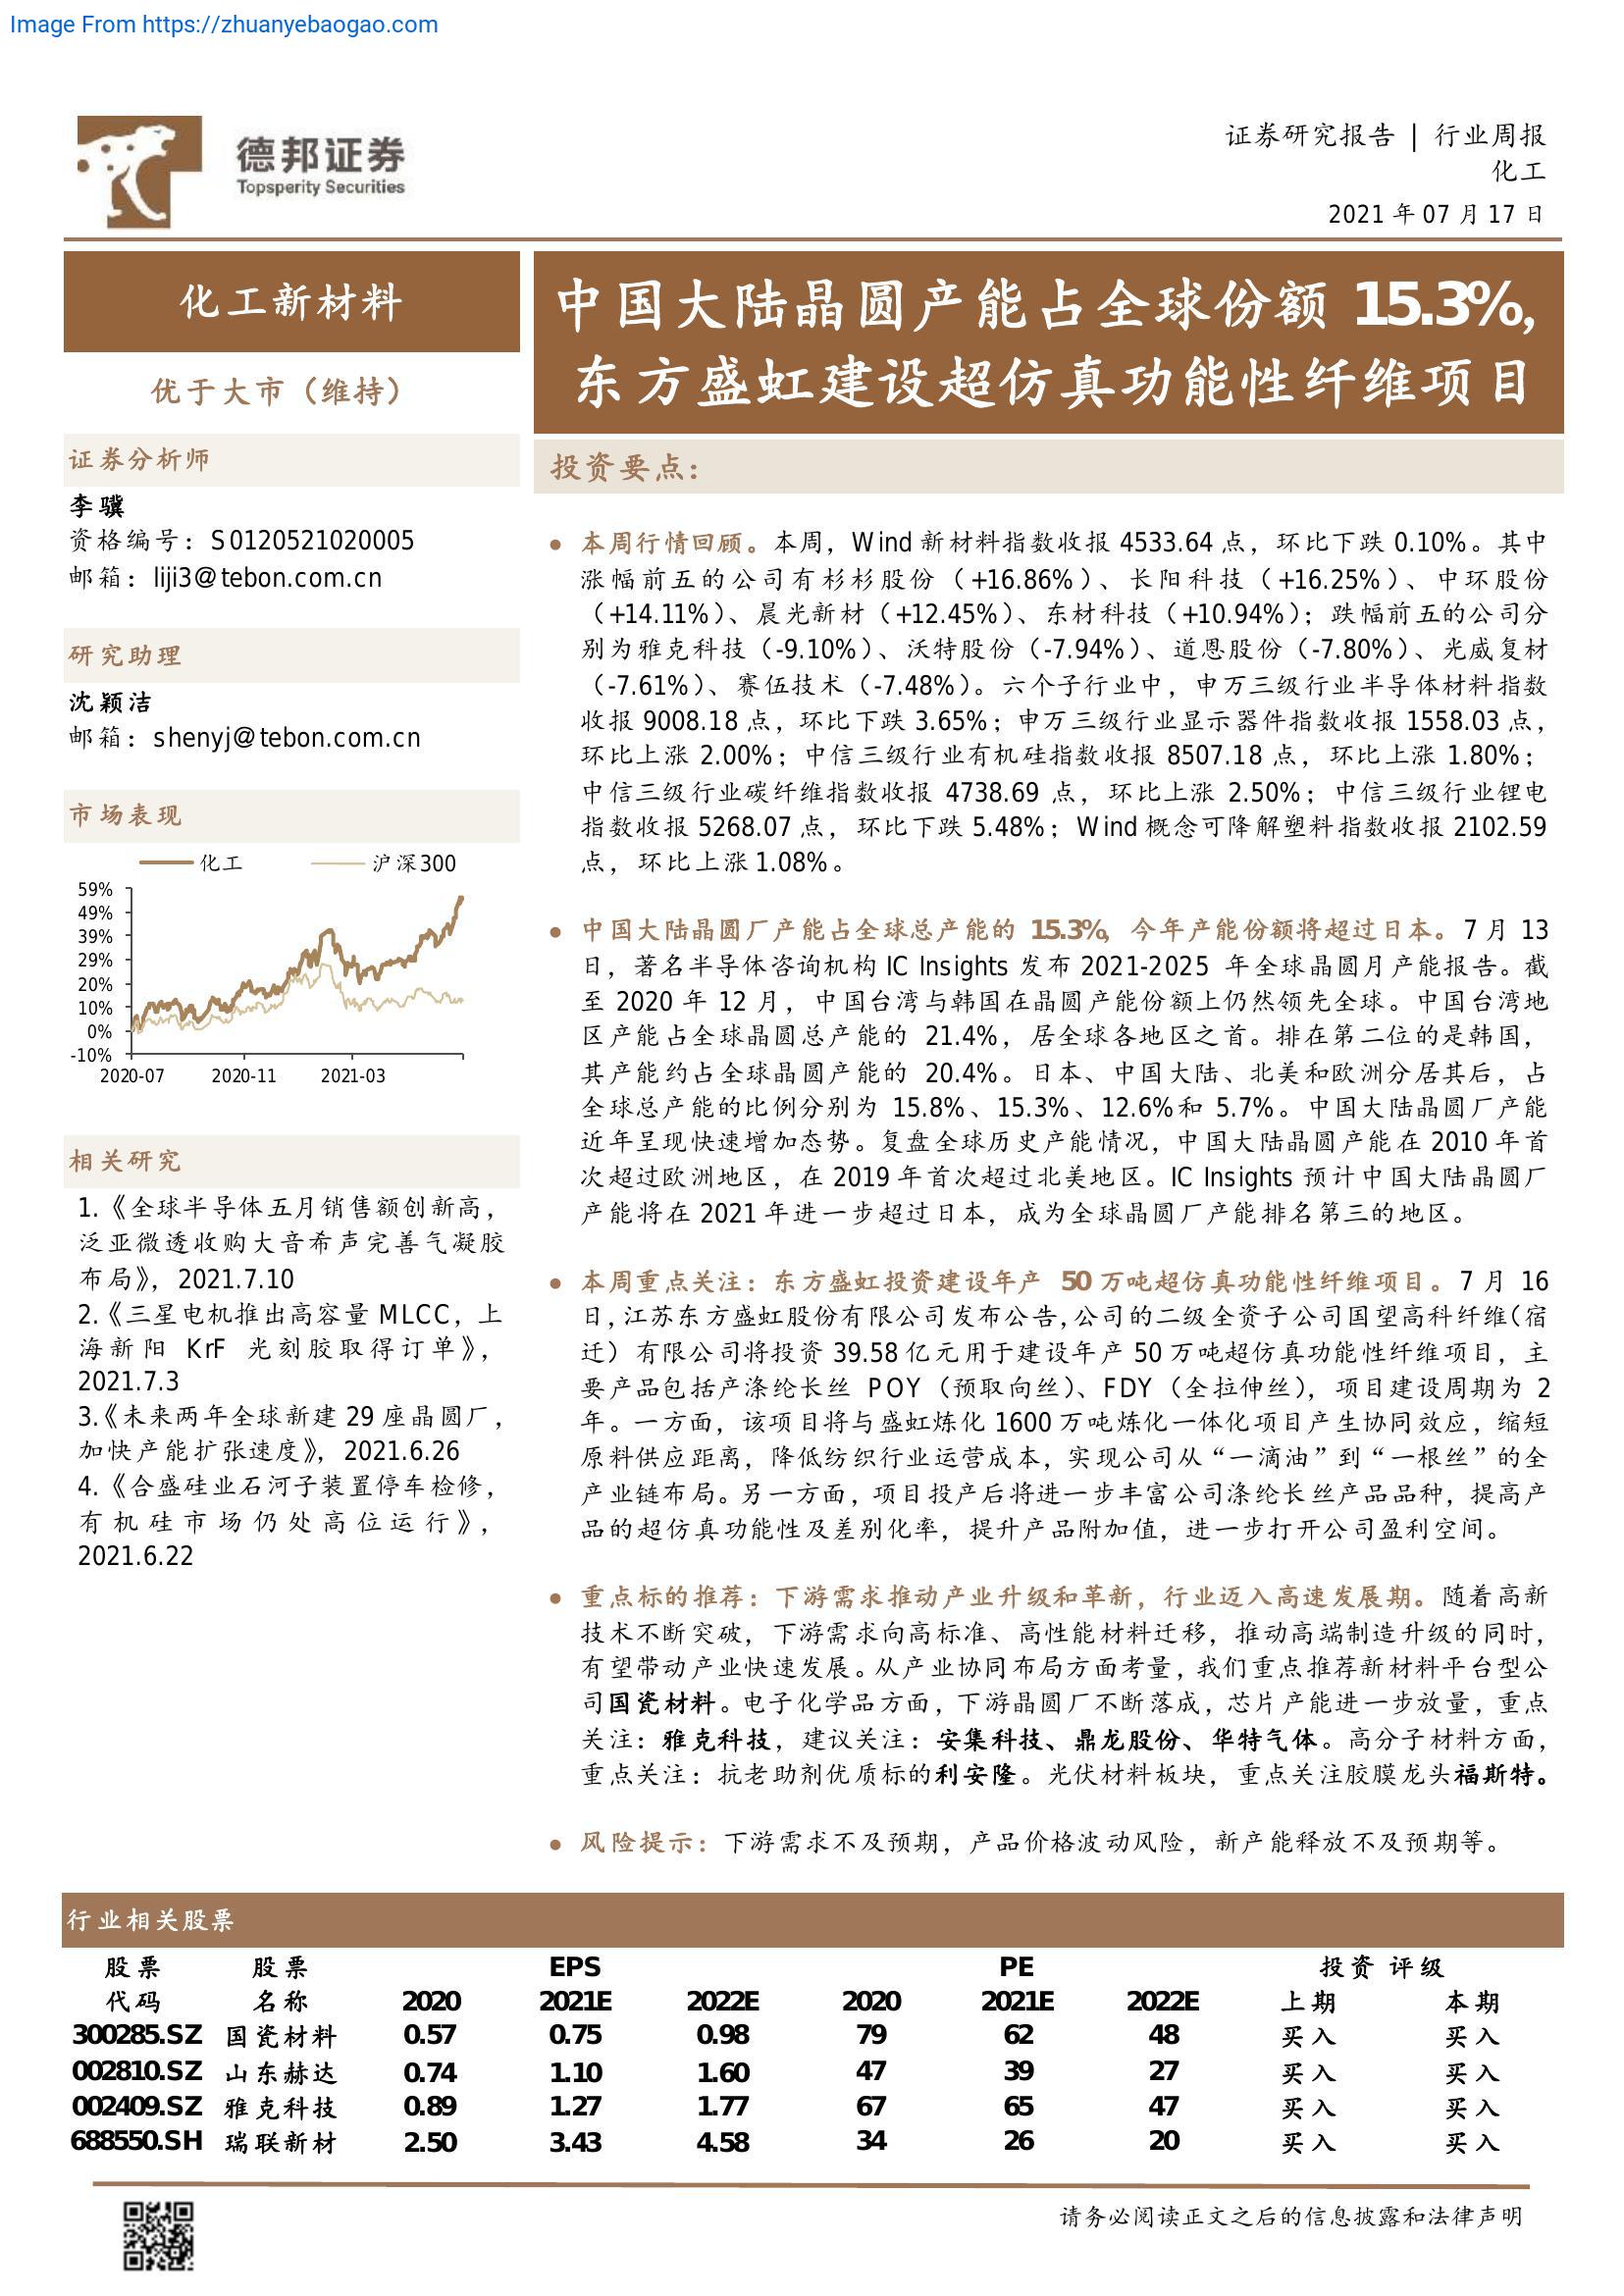 Image From https://zhuanyebaogao.com
德邦证券
Topsperity Securities
证券研究报告 | 行业周报
化工
2021 年 07 月 17 日
化工新材料
优于大市（维持）
证券分析师
李骥
资格编号：S0120521020005
邮箱：liji3@tebon.com.cn
研究助理
沈颖洁
邮箱：shenyj@tebon.com.cn
市场表现
化工 沪深300
59%
49%
39%
29%
20%
10%
0%
-10%
2020-07 2020-11 2021-03
相关研究
1.《全球半导体五月销售额创新高，
泛亚微透收购大音希声完善气凝胶
布局》，2021.7.10
2.《三星电机推出高容量 MLCC，上
海新阳 KrF 光刻胶取得订单》，
2021.7.3
3.《未来两年全球新建 29 座晶圆厂，
加快产能扩张速度》，2021.6.26
4.《合盛硅业石河子装置停车检修，
有机硅市场仍处高位运行》，
2021.6.22
中国大陆晶圆产能占全球份额 15.3%,
东方盛虹建设超仿真功能性纤维项目
投资要点：
● 本周行情回顾。本周，Wind 新材料指数收报 4533.64 点，环比下跌 0.10%。其中
涨幅前五的公司有杉杉股份（+16.86%）、长阳科技（+16.25%）、中环股份
（+14.11%）、晨光新材（+12.45%）、东材科技（+10.94%）；跌幅前五的公司分
别为雅克科技（-9.10%）、沃特股份（-7.94%）、道恩股份（-7.80%）、光威复材
（-7.61%）、赛伍技术（-7.48%）。六个子行业中，申万三级行业半导体材料指数
收报 9008.18 点，环比下跌 3.65%；申万三级行业显示器件指数收报 1558.03 点，
环比上涨 2.00%；中信三级行业有机硅指数收报 8507.18 点，环比上涨 1.80%；
中信三级行业碳纤维指数收报 4738.69 点，环比上涨 2.50%；中信三级行业锂电
指数收报 5268.07 点，环比下跌 5.48%；Wind 概念可降解塑料指数收报 2102.59
点，环比上涨 1.08%。
● 中国大陆晶圆厂产能占全球总产能的 15.3%，今年产能份额将超过日本。7 月 13
日，著名半导体咨询机构 IC Insights 发布 2021-2025 年全球晶圆月产能报告。截
至 2020 年 12 月，中国台湾与韩国在晶圆产能份额上仍然领先全球。中国台湾地
区产能占全球晶圆总产能的 21.4%，居全球各地区之首。排在第二位的是韩国，
其产能约占全球晶圆产能的 20.4%。日本、中国大陆、北美和欧洲分居其后，占
全球总产能的比例分别为 15.8%、15.3%、12.6%和 5.7%。中国大陆晶圆厂产能
近年呈现快速增加态势。复盘全球历史产能情况，中国大陆晶圆产能在 2010 年首
次超过欧洲地区，在 2019 年首次超过北美地区。IC Insights 预计中国大陆晶圆厂
产能将在 2021 年进一步超过日本，成为全球晶圆厂产能排名第三的地区。
● 本周重点关注：东方盛虹投资建设年产 50 万吨超仿真功能性纤维项目。7 月 16
日，江苏东方盛虹股份有限公司发布公告，公司的二级全资子公司国望高科纤维（宿
迁）有限公司将投资 39.58 亿元用于建设年产 50 万吨超仿真功能性纤维项目，主
要产品包括产涤纶长丝 POY（预取向丝）、FDY（全拉伸丝），项目建设周期为 2
年。一方面，该项目将与盛虹炼化 1600 万吨炼化一体化项目产生协同效应，缩短
原料供应距离，降低纺织行业运营成本，实现公司从“一滴油”到“一根丝”的全
产业链布局。另一方面，项目投产后将进一步丰富公司涤纶长丝产品品种，提高产
品的超仿真功能性及差别化率，提升产品附加值，进一步打开公司盈利空间。
● 重点标的推荐：下游需求推动产业升级和革新，行业迈入高速发展期。随着高新
技术不断突破，下游需求向高标准、高性能材料迁移，推动高端制造升级的同时，
有望带动产业快速发展。从产业协同布局方面考量，我们重点推荐新材料平台型公
司国瓷材料。电子化学品方面，下游晶圆厂不断落成，芯片产能进一步放量，重点
关注：雅克科技，建议关注：安集科技、鼎龙股份、华特气体。高分子材料方面，
重点关注：抗老助剂优质标的利安隆。光伏材料板块，重点关注胶膜龙头福斯特。
● 风险提示：下游需求不及预期，产品价格波动风险，新产能释放不及预期等。
行业相关股票
股票 股票 EPS PE 投资 评级
代码 名称 2020 2021E 2022E 2020 2021E 2022E 上期 本期
300285.SZ 国瓷材料 0.57 0.75 0.98 79 62 48 买入 买入
002810.SZ 山东赫达 0.74 1.10 1.60 47 39 27 买入 买入
002409.SZ 雅克科技 0.89 1.27 1.77 67 65 47 买入 买入
688550.SH 瑞联新材 2.50 3.43 4.58 34 26 20 买入 买入
请务必阅读正文之后的信息披露和法律声明